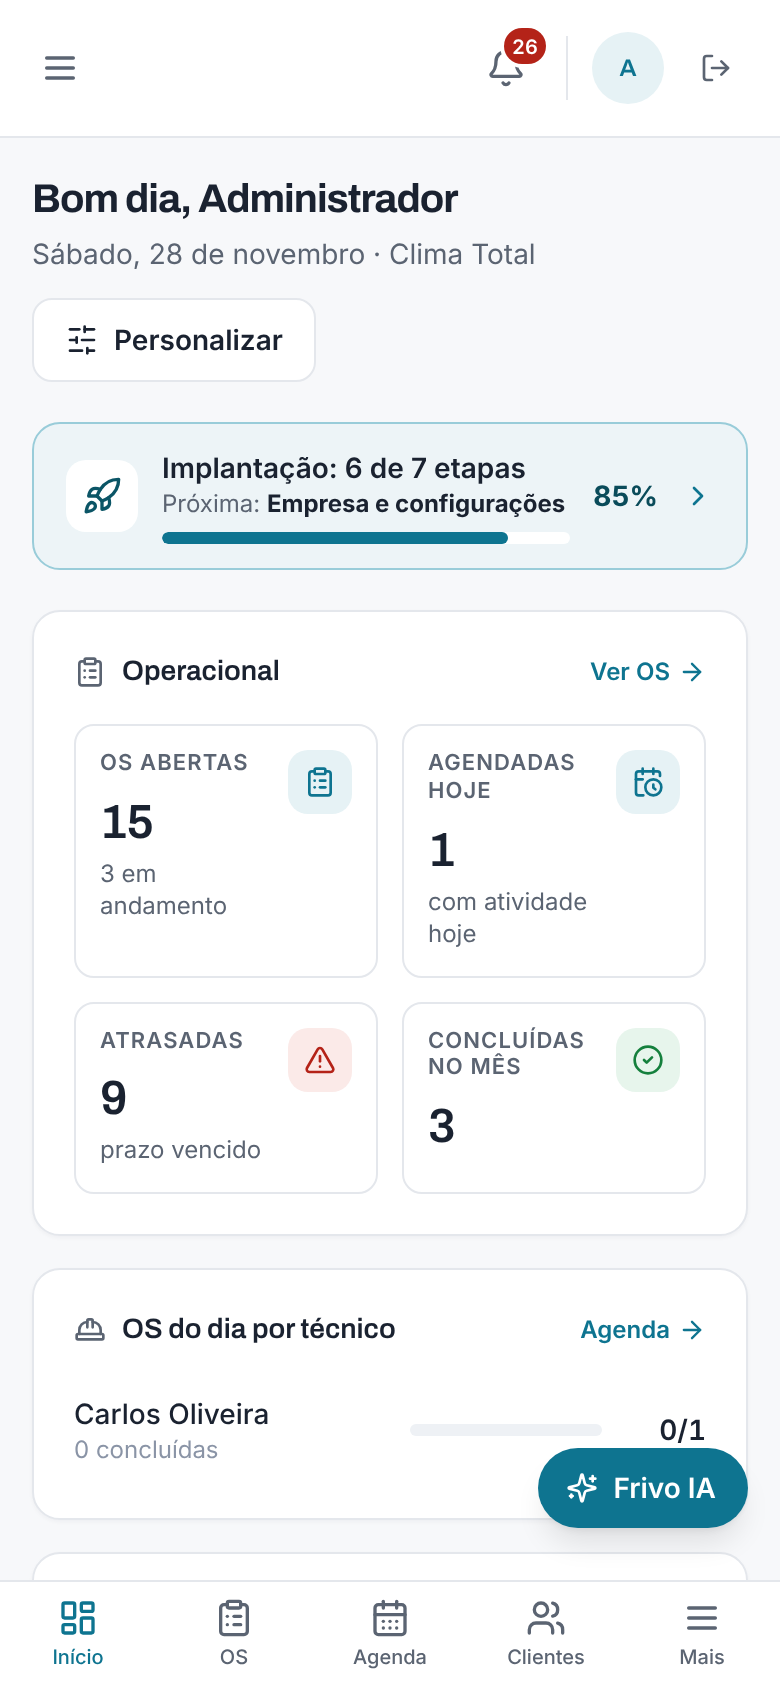 26
A
Bom dia, Administrador
Sábado, 28 de novembro · Clima Total
Personalizar
Implantação: 6 de 7 etapas
Próxima: Empresa e configurações
85%
Operacional
Ver OS
OS ABERTAS
15
3 em
andamento
AGENDADAS
HOJE
1
com atividade
hoje
ATRASADAS
9
prazo vencido
CONCLUÍDAS
NO MÊS
3
OS do dia por técnico
Agenda
Carlos Oliveira
0 concluídas
0/1
Frivo IA
Início
OS
Agenda
Clientes
Mais